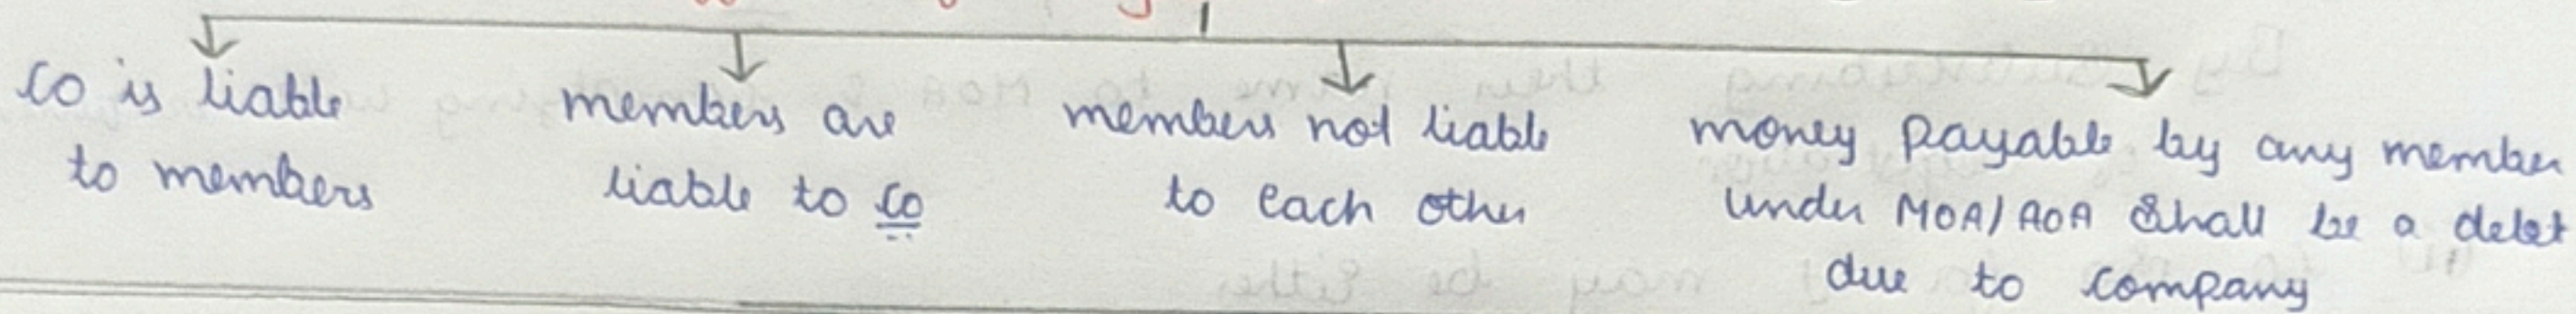 co is liable
to members
members are
liable to co
members not liable
to each other
money payable by any member
under MOA/AOA shall be a debt
due to company